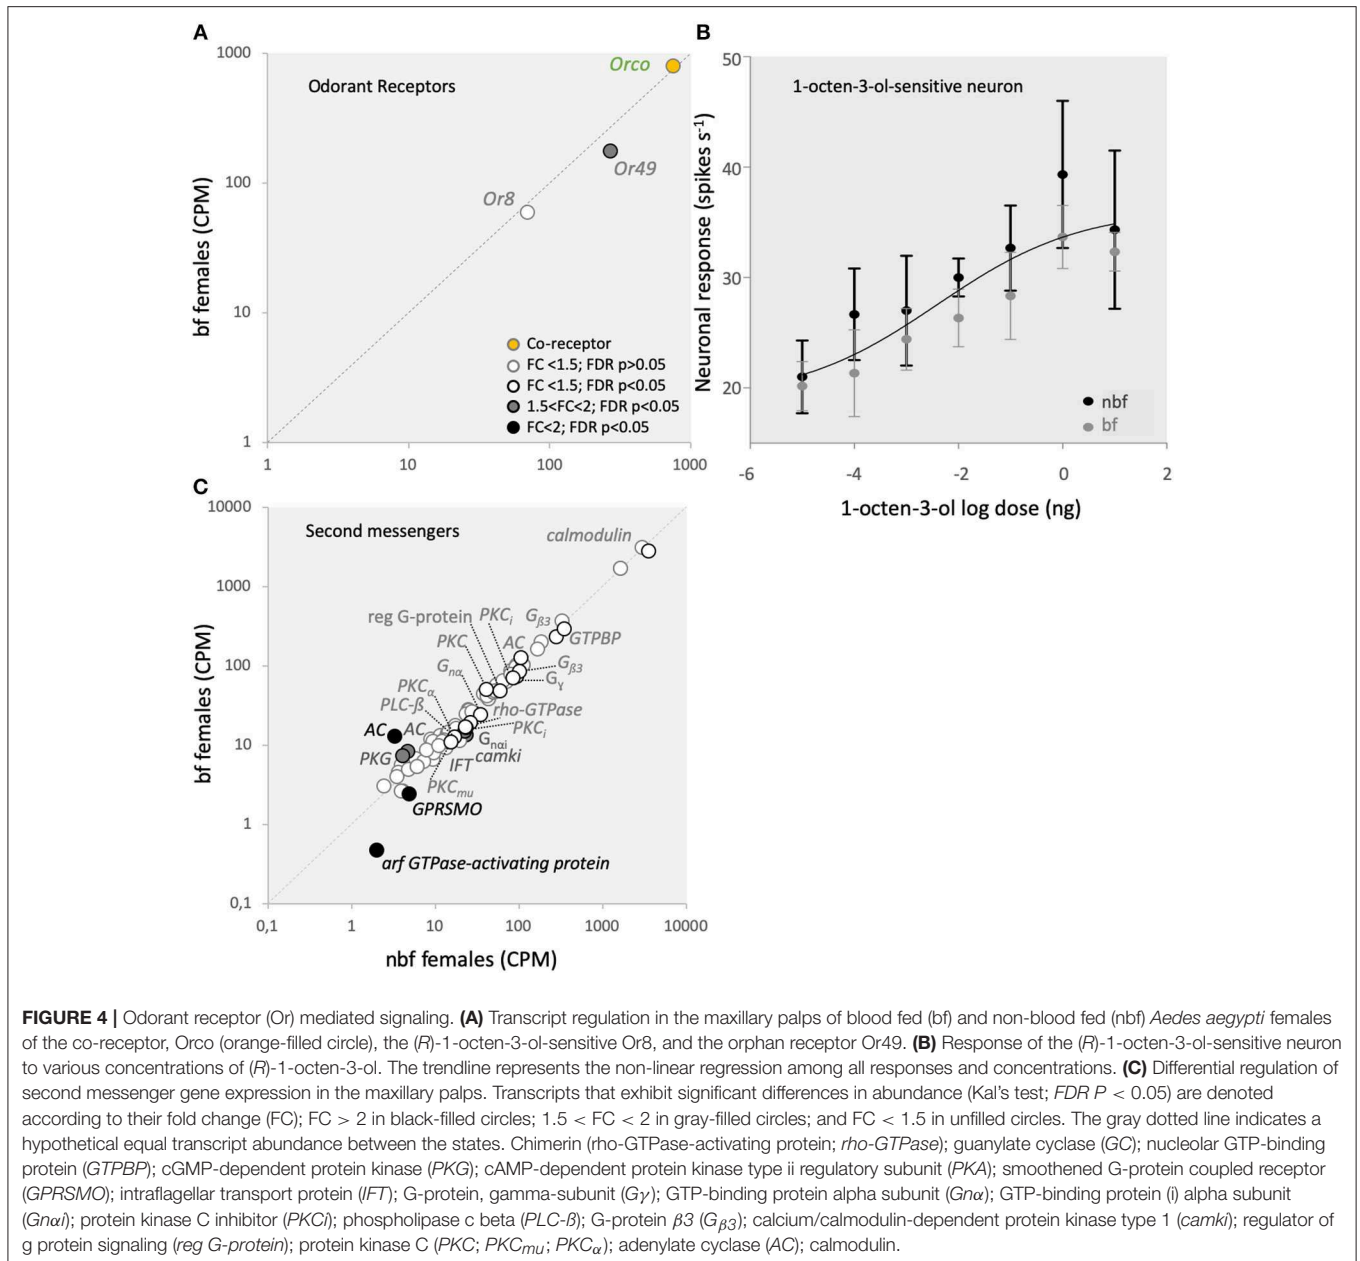 A
1000
100
10
1
bf females (CPM)
Odorant Receptors
Orco
Or49
Or8
Co-receptor
FC <1.5; FDR p>0.05
FC <1.5; FDR p<0.05
1.5<FC<2; FDR p<0.05
FC<2; FDR p<0.05
1 10 100 1000
B
50
40
30
20
Neuronal response (spikes s-1)
1-octen-3-ol-sensitive neuron
nbf
bf
-6 -4 -2 0 2
1-octen-3-ol log dose (ng)
C
10000
1000
100
10
1
0,1
bf females (CPM)
Second messengers
calmodulin
reg G-protein PKCi Gβ3
PKC AC GTPBP
Gnα Gβ3
PKCα Gɣ
PLC-ß rho-GTPase
AC AC PKCi
Gnαi
PKG IFT camki
PKCmu
GPRSMO
arf GTPase-activating protein
0,1 1 10 100 1000 10000
nbf females (CPM)
FIGURE 4 | Odorant receptor (Or) mediated signaling. (A) Transcript regulation in the maxillary palps of blood fed (bf) and non-blood fed (nbf) Aedes aegypti females
of the co-receptor, Orco (orange-filled circle), the (R)-1-octen-3-ol-sensitive Or8, and the orphan receptor Or49. (B) Response of the (R)-1-octen-3-ol-sensitive neuron
to various concentrations of (R)-1-octen-3-ol. The trendline represents the non-linear regression among all responses and concentrations. (C) Differential regulation of
second messenger gene expression in the maxillary palps. Transcripts that exhibit significant differences in abundance (Kal's test; FDR P < 0.05) are denoted
according to their fold change (FC); FC > 2 in black-filled circles; 1.5 < FC < 2 in gray-filled circles; and FC < 1.5 in unfilled circles. The gray dotted line indicates a
hypothetical equal transcript abundance between the states. Chimerin (rho-GTPase-activating protein; rho-GTPase); guanylate cyclase (GC); nucleolar GTP-binding
protein (GTPBP); cGMP-dependent protein kinase (PKG); cAMP-dependent protein kinase type ii regulatory subunit (PKA); smoothened G-protein coupled receptor
(GPRSMO); intraflagellar transport protein (IFT); G-protein, gamma-subunit (Gγ); GTP-binding protein alpha subunit (Gnα); GTP-binding protein (i) alpha subunit
(Gnαi); protein kinase C inhibitor (PKCi); phospholipase c beta (PLC-ß); G-protein β3 (Gβ3); calcium/calmodulin-dependent protein kinase type 1 (camki); regulator of
g protein signaling (reg G-protein); protein kinase C (PKC; PKCmu; PKCα); adenylate cyclase (AC); calmodulin.